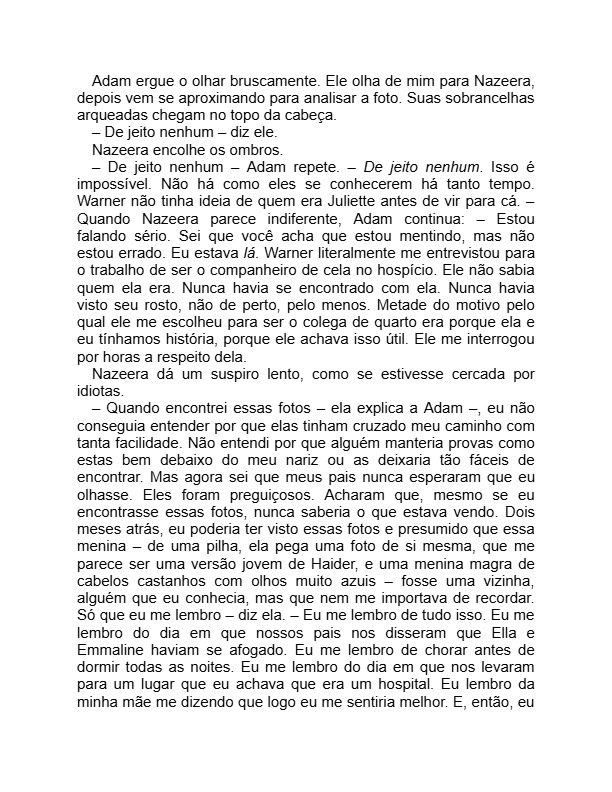 Adam ergue o olhar bruscamente. Ele olha de mim para Nazeera,
depois vem se aproximando para analisar a foto. Suas sobrancelhas
arqueadas chegam no topo da cabeça.
– De jeito nenhum – diz ele.
Nazeera encolhe os ombros.
– De jeito nenhum – Adam repete. – De jeito nenhum. Isso é
impossível. Não há como eles se conhecerem há tanto tempo.
Warner não tinha ideia de quem era Juliette antes de vir para cá. –
Quando Nazeera parece indiferente, Adam continua: – Estou
falando sério. Sei que você acha que estou mentindo, mas não
estou errado. Eu estava lá. Warner literalmente me entrevistou para
o trabalho de ser o companheiro de cela no hospício. Ele não sabia
quem ela era. Nunca havia se encontrado com ela. Nunca havia
visto seu rosto, não de perto, pelo menos. Metade do motivo pelo
qual ele me escolheu para ser o colega de quarto era porque ela e
eu tínhamos história, porque ele achava isso útil. Ele me interrogou
por horas a respeito dela.
Nazeera dá um suspiro lento, como se estivesse cercada por
idiotas.
– Quando encontrei essas fotos – ela explica a Adam –, eu não
conseguia entender por que elas tinham cruzado meu caminho com
tanta facilidade. Não entendi por que alguém manteria provas como
estas bem debaixo do meu nariz ou as deixaria tão fáceis de
encontrar. Mas agora sei que meus pais nunca esperaram que eu
olhasse. Eles foram preguiçosos. Acharam que, mesmo se eu
encontrasse essas fotos, nunca saberia o que estava vendo. Dois
meses atrás, eu poderia ter visto essas fotos e presumido que essa
menina – de uma pilha, ela pega uma foto de si mesma, que me
parece ser uma versão jovem de Haider, e uma menina magra de
cabelos castanhos com olhos muito azuis – fosse uma vizinha,
alguém que eu conhecia, mas que nem me importava de recordar.
Só que eu me lembro – diz ela. – Eu me lembro de tudo isso. Eu me
lembro do dia em que nossos pais nos disseram que Ella e
Emmaline haviam se afogado. Eu me lembro de chorar antes de
dormir todas as noites. Eu me lembro do dia em que nos levaram
para um lugar que eu achava que era um hospital. Eu lembro da
minha mãe me dizendo que logo eu me sentiria melhor. E, então, eu